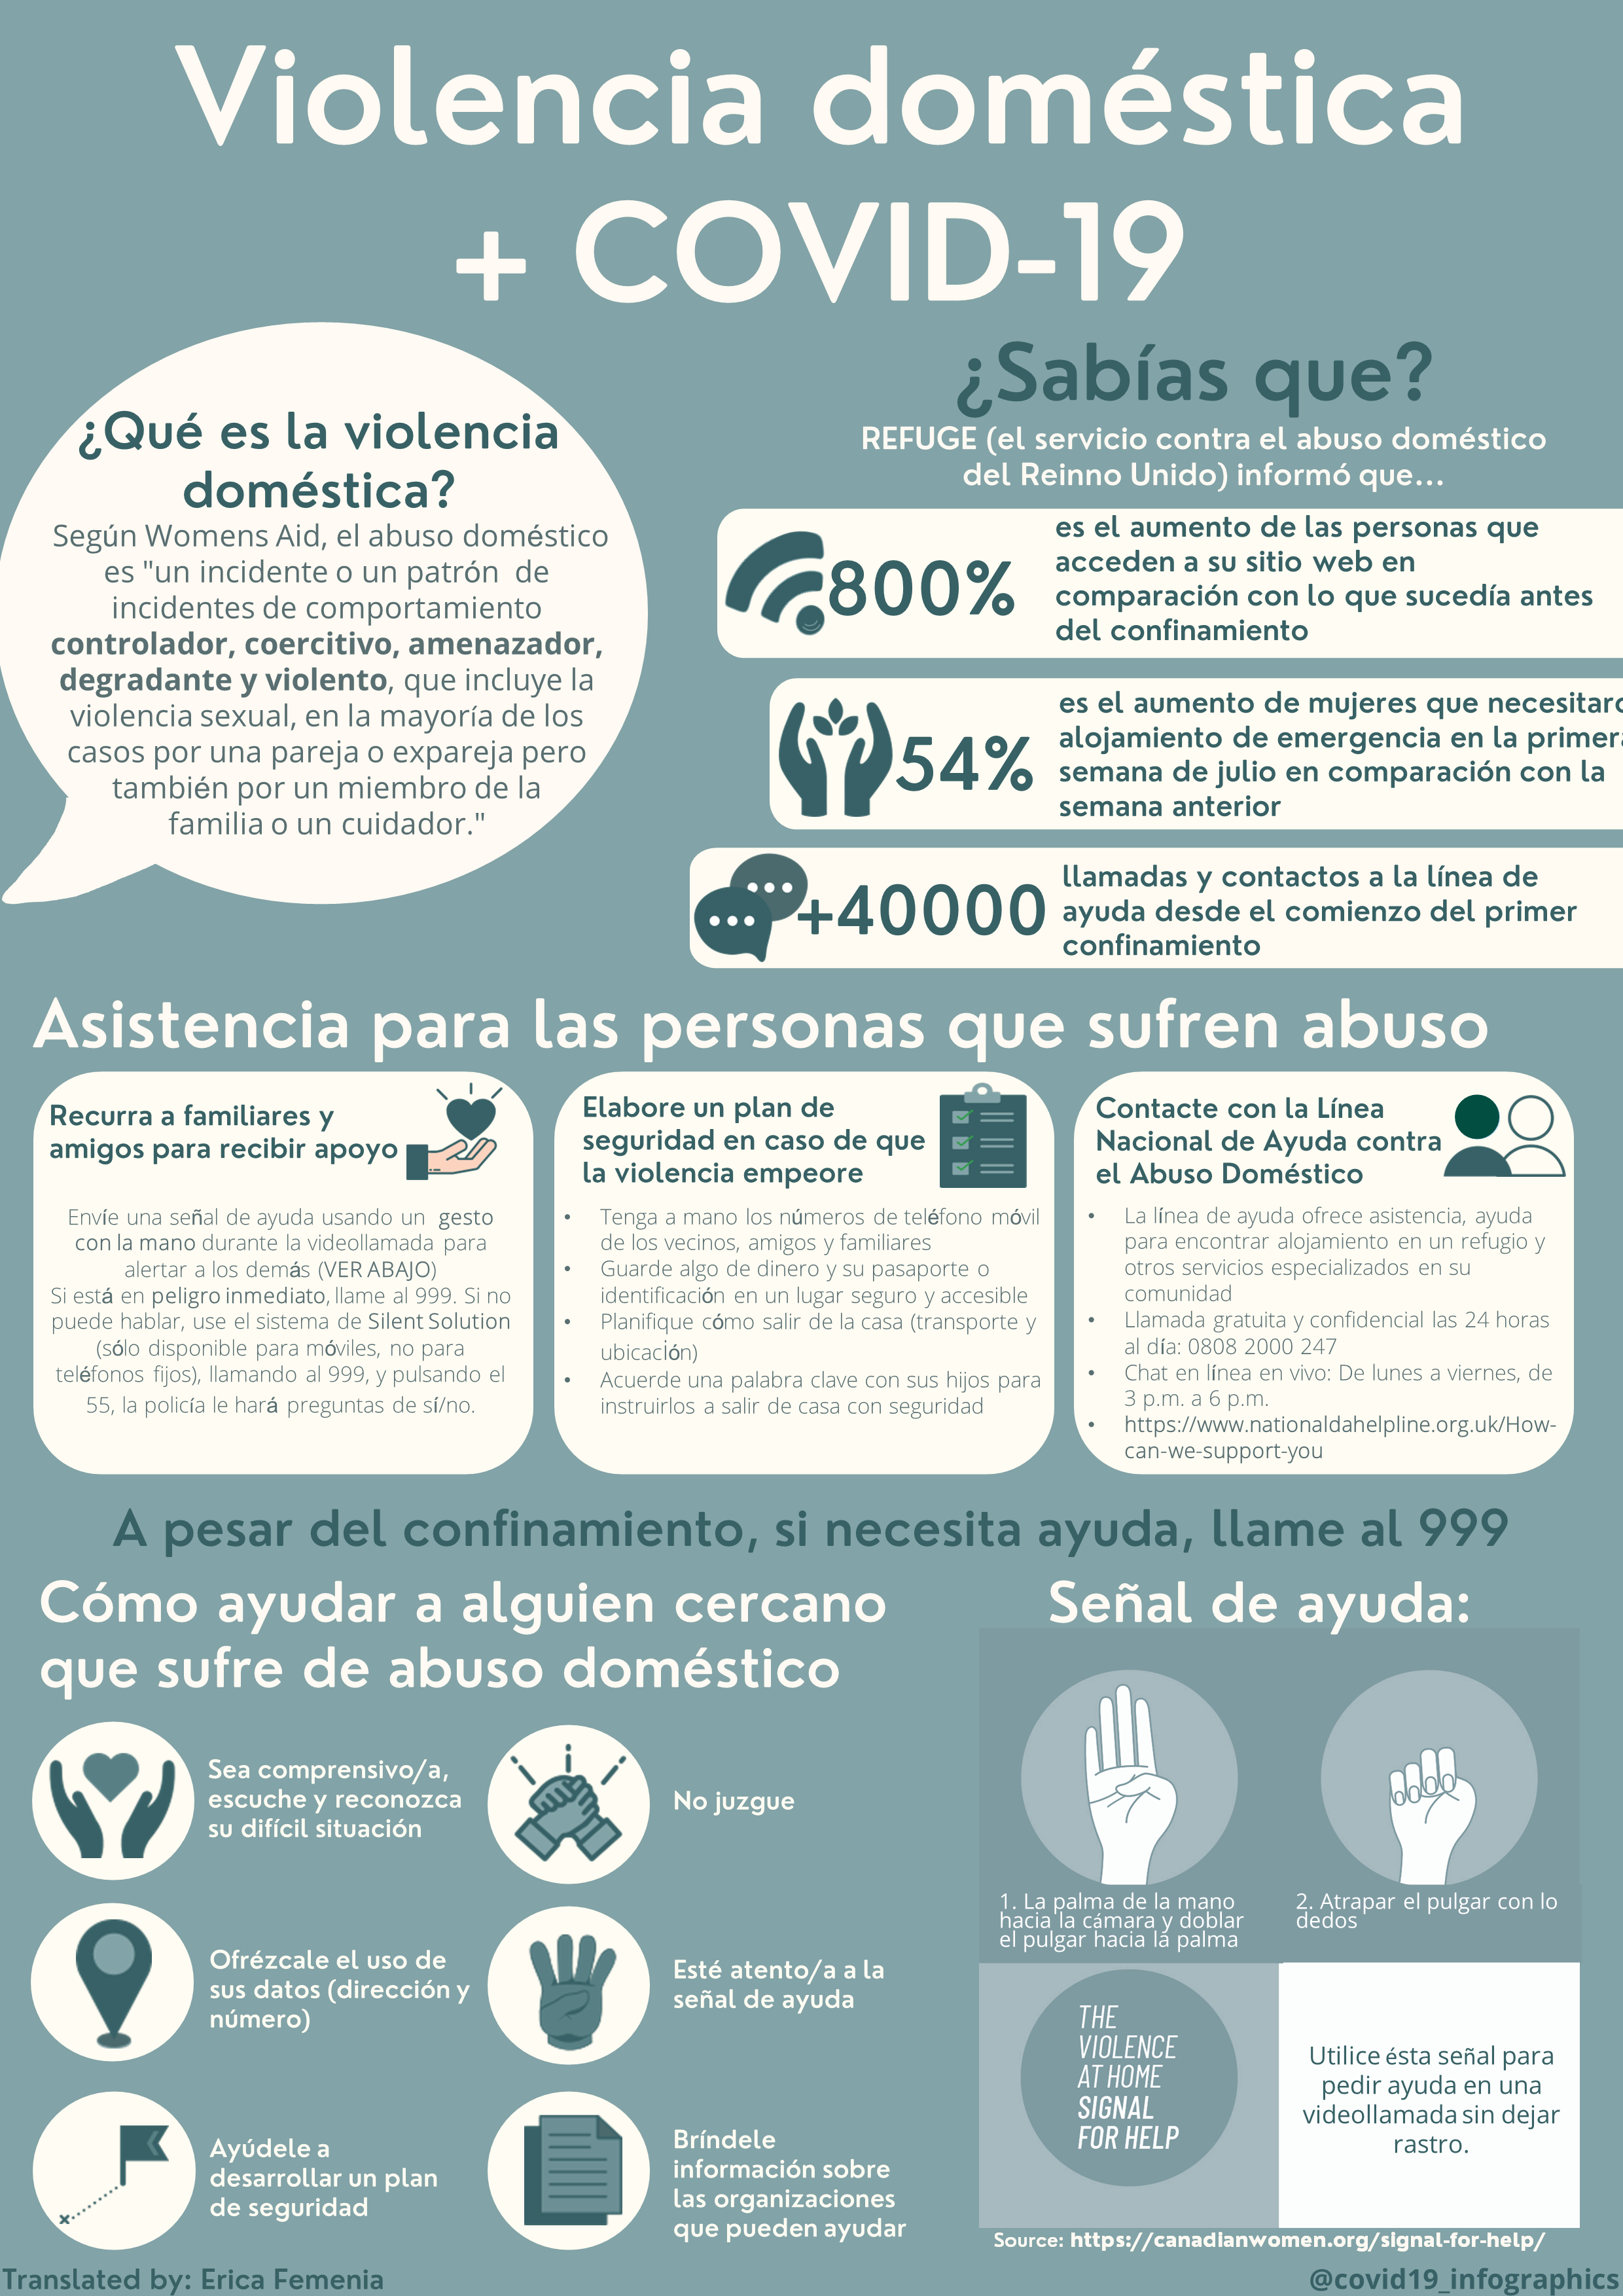 Violencia doméstica
+ COVID-19
¿Qué es la violencia
doméstica?
Según Womens Aid, el abuso doméstico
es "un incidente o un patrón de
incidentes de comportamiento
controlador, coercitivo, amenazador,
degradante y violento, que incluye la
violencia sexual, en la mayoría de los
casos por una pareja o expareja pero
también por un miembro de la
familia o un cuidador."
¿Sabías que?
REFUGE (el servicio contra el abuso doméstico
del Reinno Unido) informó que...
800%
es el aumento de las personas que
acceden a su sitio web en
comparación con lo que sucedía antes
del confinamiento
54%
es el aumento de mujeres que necesitaro
alojamiento de emergencia en la primera
semana de julio en comparación con la
semana anterior
+40000
llamadas y contactos a la línea de
ayuda desde el comienzo del primer
confinamiento
Asistencia para las personas que sufren abuso
Recurra a familiares y
amigos para recibir apoyo
Envíe una señal de ayuda usando un gesto
con la mano durante la videollamada para
alertar a los demás (VER ABAJO)
Si está en peligro inmediato, llame al 999. Si no
puede hablar, use el sistema de Silent Solution
(sólo disponible para móviles, no para
teléfonos fijos), llamando al 999, y pulsando el
55, la policía le hará preguntas de sí/no.
Elabore un plan de
seguridad en caso de que
la violencia empeore
• Tenga a mano los números de teléfono móvil
de los vecinos, amigos y familiares
• Guarde algo de dinero y su pasaporte o
identificación en un lugar seguro y accesible
• Planifique cómo salir de la casa (transporte y
ubicación)
• Acuerde una palabra clave con sus hijos para
instruirlos a salir de casa con seguridad
Contacte con la Línea
Nacional de Ayuda contra
el Abuso Doméstico
• La línea de ayuda ofrece asistencia, ayuda
para encontrar alojamiento en un refugio y
otros servicios especializados en su
comunidad
• Llamada gratuita y confidencial las 24 horas
al día: 0808 2000 247
• Chat en línea en vivo: De lunes a viernes, de
3 p.m. a 6 p.m.
• https://www.nationaldahelpline.org.uk/How-
can-we-support-you
A pesar del confinamiento, si necesita ayuda, llame al 999
Cómo ayudar a alguien cercano
que sufre de abuso doméstico
Sea comprensivo/a,
escuche y reconozca
su difícil situación
No juzgue
Ofrézcale el uso de
sus datos (dirección y
número)
Esté atento/a a la
señal de ayuda
Ayúdele a
desarrollar un plan
de seguridad
Bríndele
información sobre
las organizaciones
que pueden ayudar
Señal de ayuda:
1. La palma de la mano
hacia la cámara y doblar
el pulgar hacia la palma
2. Atrapar el pulgar con lo
dedos
THE
VIOLENCE
AT HOME
SIGNAL
FOR HELP
Utilice ésta señal para
pedir ayuda en una
videollamada sin dejar
rastro.
Source: https://canadianwomen.org/signal-for-help/
Translated by: Erica Femenia
@covid19_infographics